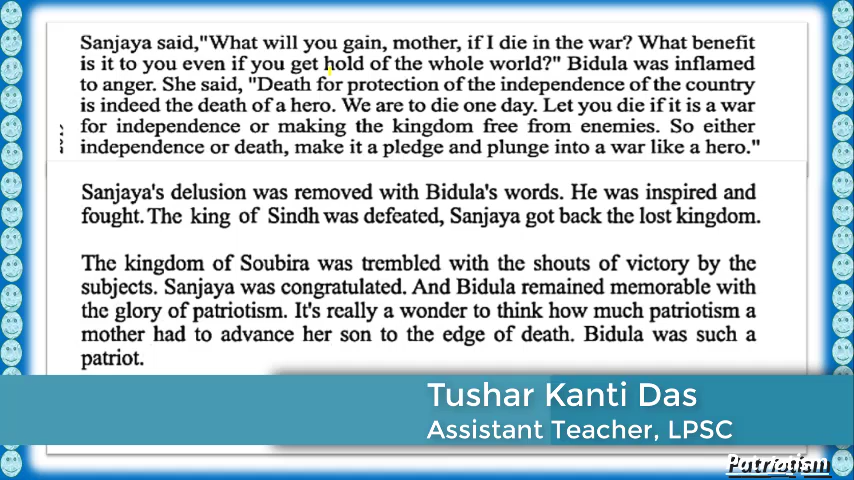 Sanjaya said,"What will you gain, mother, if I die in the war? What benefit
is it to you even if you get hold of the whole world?" Bidula was inflamed
to anger. She said, "Death for protection of the independence of the country
is indeed the death of a hero. We are to die one day. Let you die if it is a war
for independence or making the kingdom free from enemies. So either
independence or death, make it a pledge and plunge into a war like a hero."
Sanjaya's delusion was removed with Bidula's words. He was inspired and
fought. The king of Sindh was defeated, Sanjaya got back the lost kingdom.
The kingdom of Soubira was trembled with the shouts of victory by the
subjects. Sanjaya was congratulated. And Bidula remained memorable with
the glory of patriotism. It's really a wonder to think how much patriotism a
mother had to advance her son to the edge of death. Bidula was such a
patriot.
Tushar Kanti Das
Assistant Teacher, LPSC
Patriotism